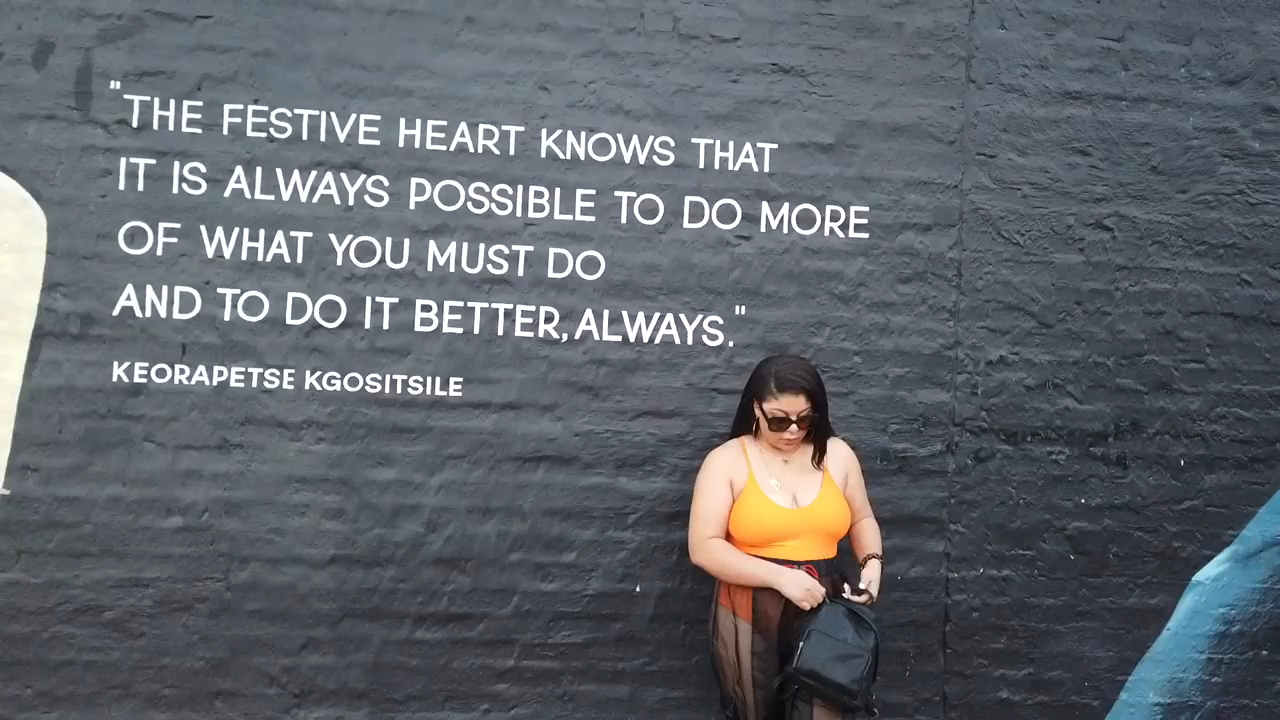 "THE FESTIVE HEART KNOWS THAT
IT IS ALWAYS POSSIBLE TO DO MORE
OF WHAT YOU MUST DO
AND TO DO IT BETTER, ALWAYS."
KEORAPETSE KGOSITSILE